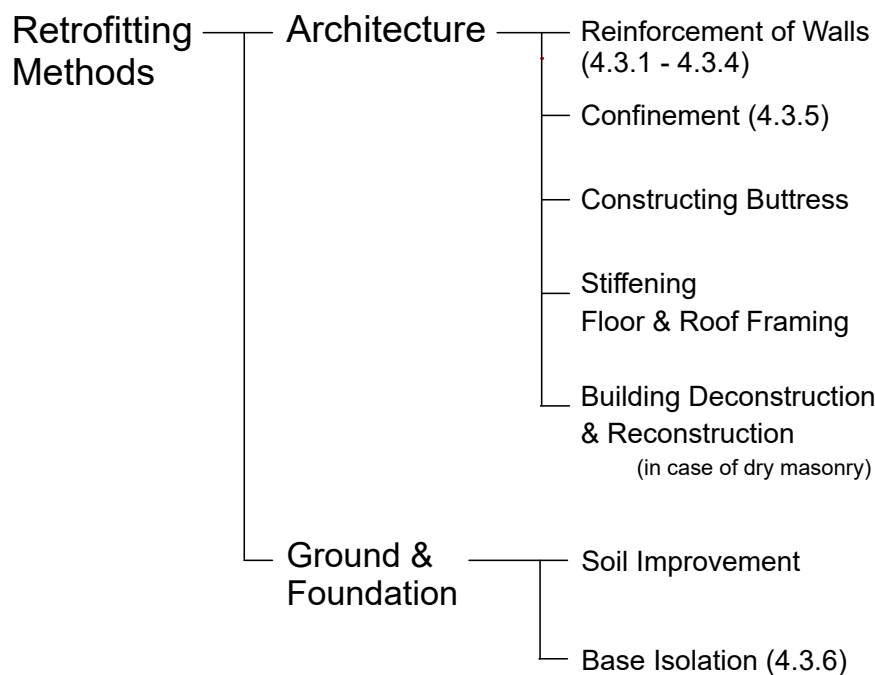 Retrofitting
Methods
Architecture
Reinforcement of Walls
(4.3.1 - 4.3.4)
Confinement (4.3.5)
Constructing Buttress
Stiffening
Floor & Roof Framing
Building Deconstruction
& Reconstruction
(in case of dry masonry)
Ground &
Foundation
Soil Improvement
Base Isolation (4.3.6)